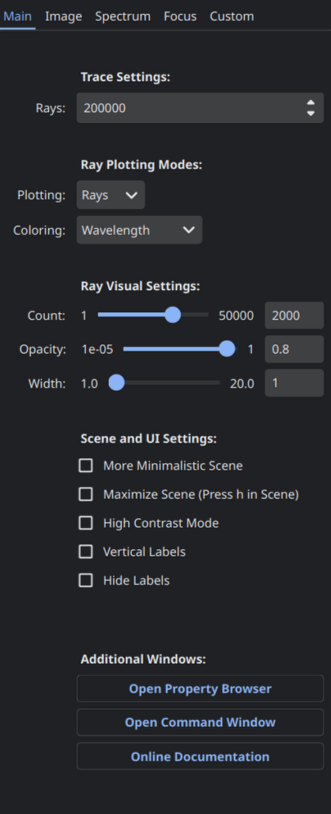 Main Image Spectrum Focus Custom
Trace Settings:
Rays: 200000
Ray Plotting Modes:
Plotting: Rays
Coloring: Wavelength
Ray Visual Settings:
Count: 1 50000 2000
Opacity: 1e-05 1 0.8
Width: 1.0 20.0 1
Scene and UI Settings:
More Minimalistic Scene
Maximize Scene (Press h in Scene)
High Contrast Mode
Vertical Labels
Hide Labels
Additional Windows:
Open Property Browser
Open Command Window
Online Documentation